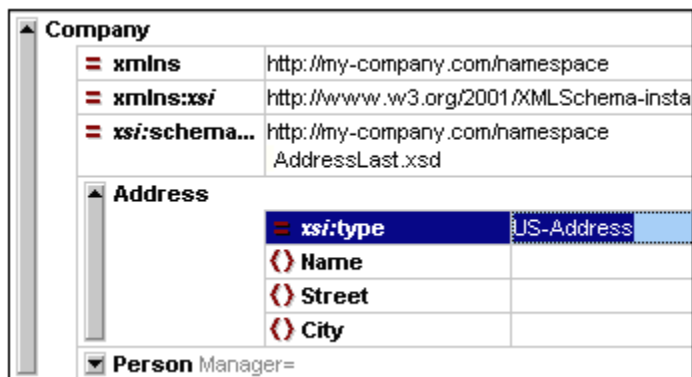 Company
= xmlns http://my-company.com/namespace
= xmlns:xsi http://www.w3.org/2001/XMLSchema-insta
= xsi:schema... http://my-company.com/namespace
AddressLast.xsd
Address
= xsi:type US-Address
{} Name
{} Street
{} City
Person Manager=